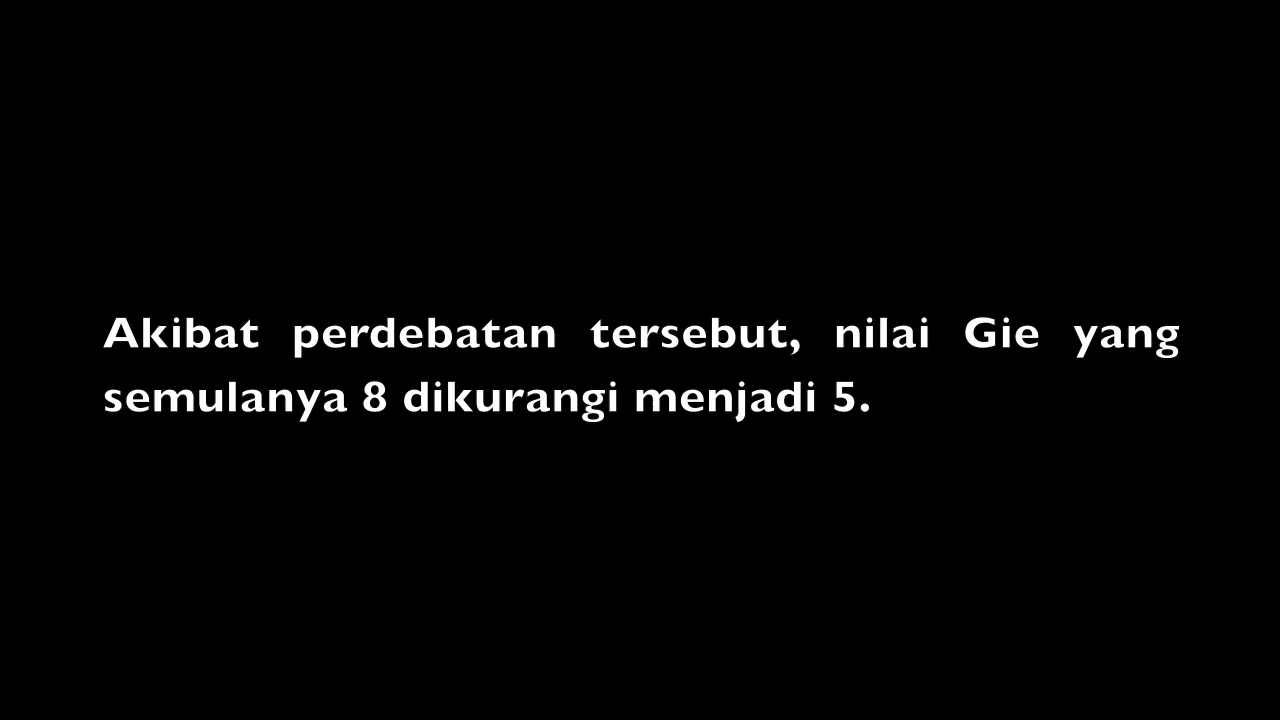 Akibat perdebatan tersebut, nilai Gie yang
semulanya 8 dikurangi menjadi 5.